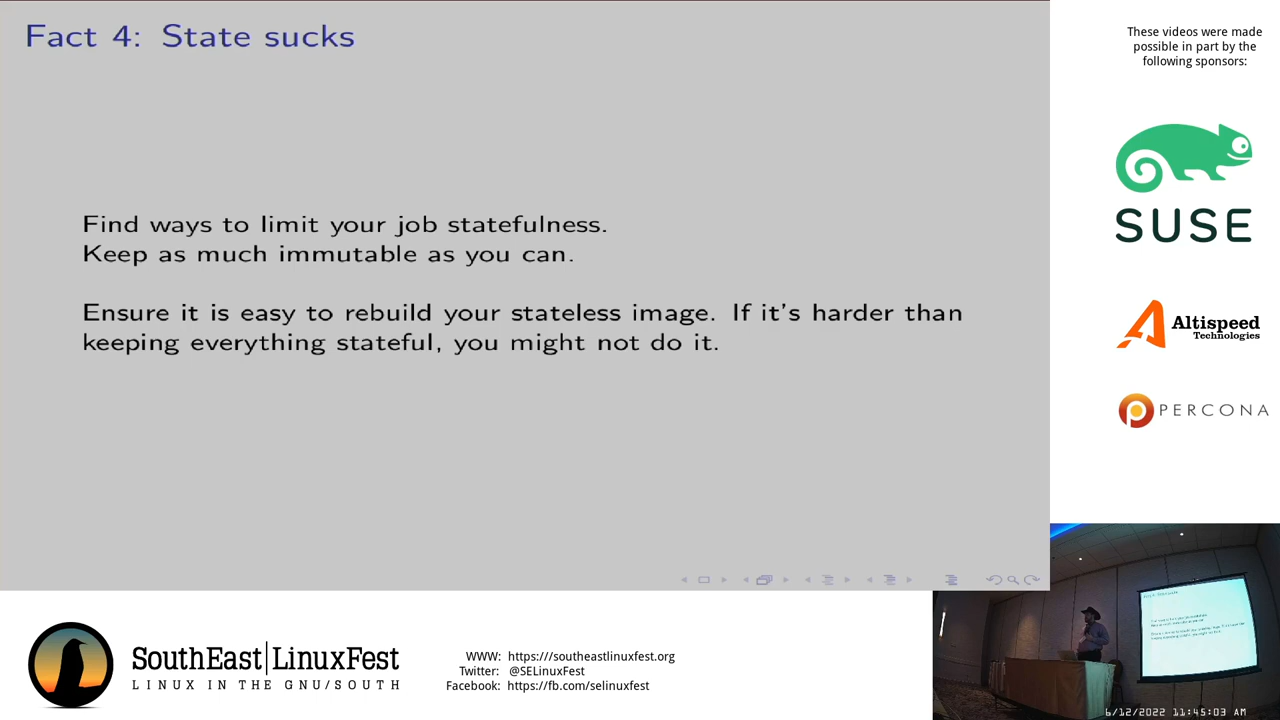 Fact 4: State sucks
Find ways to limit your job statefulness.
Keep as much immutable as you can.
Ensure it is easy to rebuild your stateless image. If it's harder than
keeping everything stateful, you might not do it.
These videos were made
possible in part by the
following sponsors:
SUSE
Altispeed
Technologies
PERCONA
SouthEast|LinuxFest
LINUX IN THE GNU/SOUTH
WWW: https://southeastlinuxfest.org
Twitter: @SELinuxFest
Facebook: https://fb.com/selinuxfest
6/12/2022 11:45:03 AM